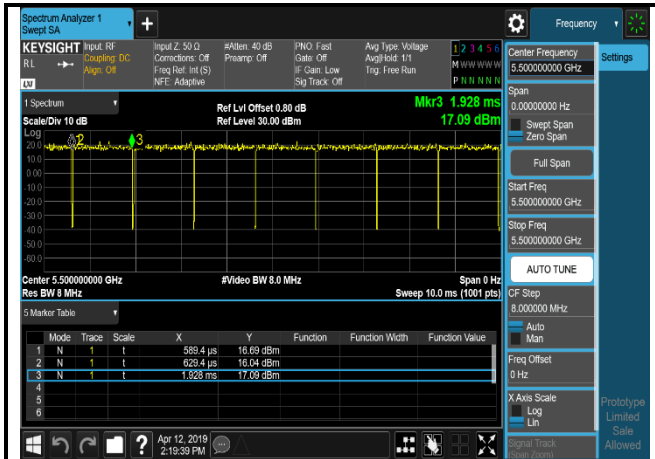 Spectrum Analyzer 1
Swept SA
+
Frequency
KEYSIGHT
RL
LXI
Input: RF
Coupling: DC
Align: Off
Input Z: 50 Ω
Corrections: Off
Freq Ref: Int (S)
NFE: Adaptive
#Atten: 40 dB
Preamp: Off
PNO: Fast
Gate: Off
IF Gain: Low
Sig Track: Off
Avg Type: Voltage
Avg|Hold: 1/1
Trig: Free Run
1 2 3 4 5 6
M W W W W W
P N N N N N
1 Spectrum
Scale/Div 10 dB
Ref Lvl Offset 0.80 dB
Ref Level 30.00 dBm
Mkr3 1.928 ms
17.09 dBm
Log
20.0
10.0
0.00
-10.0
-20.0
-30.0
-40.0
-50.0
-60.0
2
3
Center 5.500000000 GHz
Res BW 8 MHz
#Video BW 8.0 MHz
Span 0 Hz
Sweep 10.0 ms (1001 pts)
5 Marker Table
Mode Trace Scale X Y Function Function Width Function Value
1 N 1 t 589.4 µs 16.69 dBm
2 N 1 t 629.4 µs 16.04 dBm
3 N 1 t 1.928 ms 17.09 dBm
4
5
6
?
Apr 12, 2019
2:19:39 PM
Center Frequency
5.500000000 GHz
Span
0.00000000 Hz
Swept Span
Zero Span
Full Span
Start Freq
5.500000000 GHz
Stop Freq
5.500000000 GHz
AUTO TUNE
CF Step
8.000000 MHz
Auto
Man
Freq Offset
0 Hz
X Axis Scale
Log
Lin
Signal Track
(Span Zoom)
Settings
Prototype
Limited
Sale
Allowed